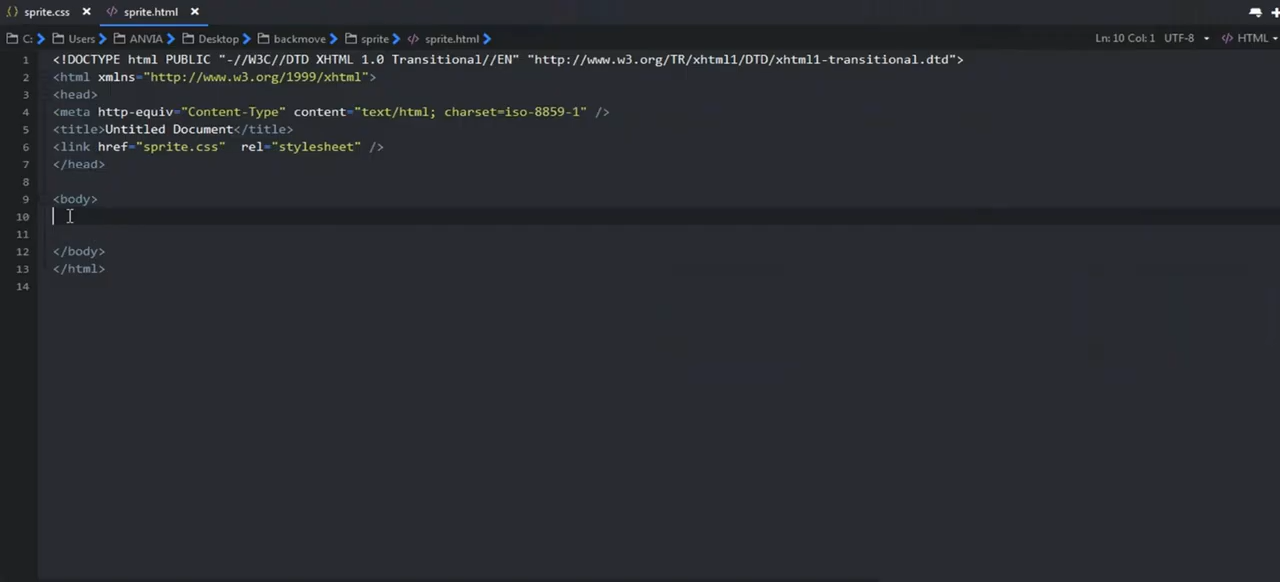 sprite.css sprite.html
C: Users ANVIA Desktop backmove sprite sprite.html Ln: 10 Col: 1 UTF-8 HTML
1 <!DOCTYPE html PUBLIC "-//W3C//DTD XHTML 1.0 Transitional//EN" "http://www.w3.org/TR/xhtml1/DTD/xhtml1-transitional.dtd">
2 <html xmlns="http://www.w3.org/1999/xhtml">
3 <head>
4 <meta http-equiv="Content-Type" content="text/html; charset=iso-8859-1" />
5 <title>Untitled Document</title>
6 <link href="sprite.css"  rel="stylesheet" />
7 </head>
8
9 <body>
10
11
12 </body>
13 </html>
14